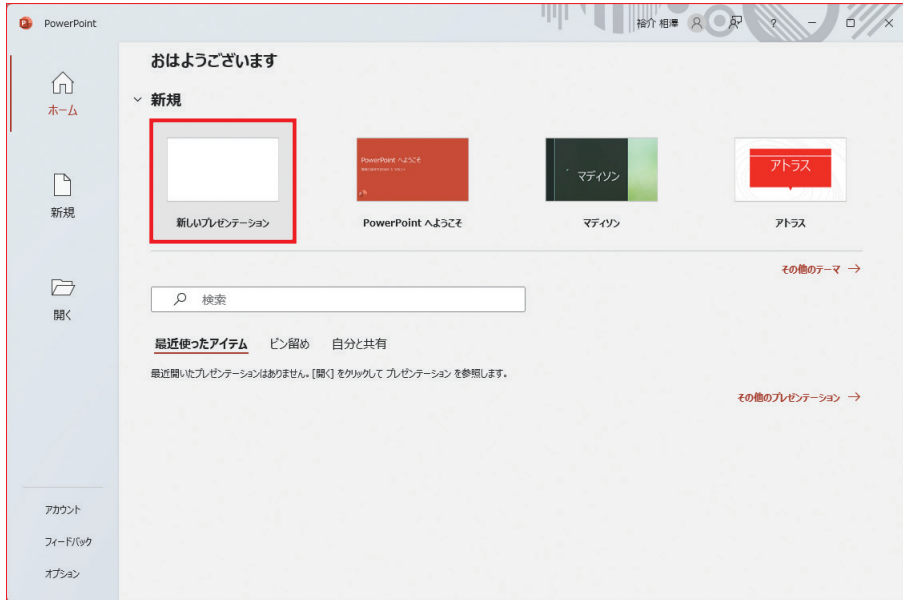 PowerPoint
裕介 相澤
?
おはようございます
新規
ホーム
新規
開く
PowerPoint へようこそ
マディソン
アトラス
新しいプレゼンテーション
PowerPoint へようこそ
マディソン
アトラス
その他のテーマ →
検索
最近使ったアイテム ピン留め 自分と共有
最近開いたプレゼンテーションはありません。[開く] をクリックして プレゼンテーション を参照します。
その他のプレゼンテーション →
アカウント
フィードバック
オプション